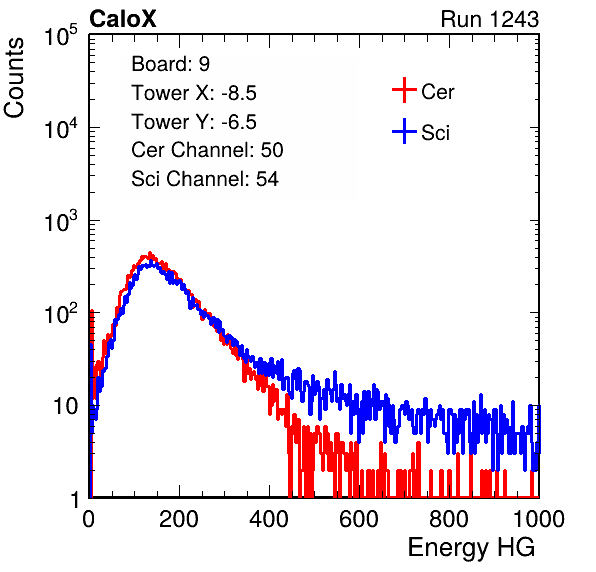 CaloX Run 1243
Counts
10^5
10^4
10^3
10^2
10
1
Board: 9
Tower X: -8.5
Tower Y: -6.5
Cer Channel: 50
Sci Channel: 54
Cer
Sci
0 200 400 600 800 1000
Energy HG